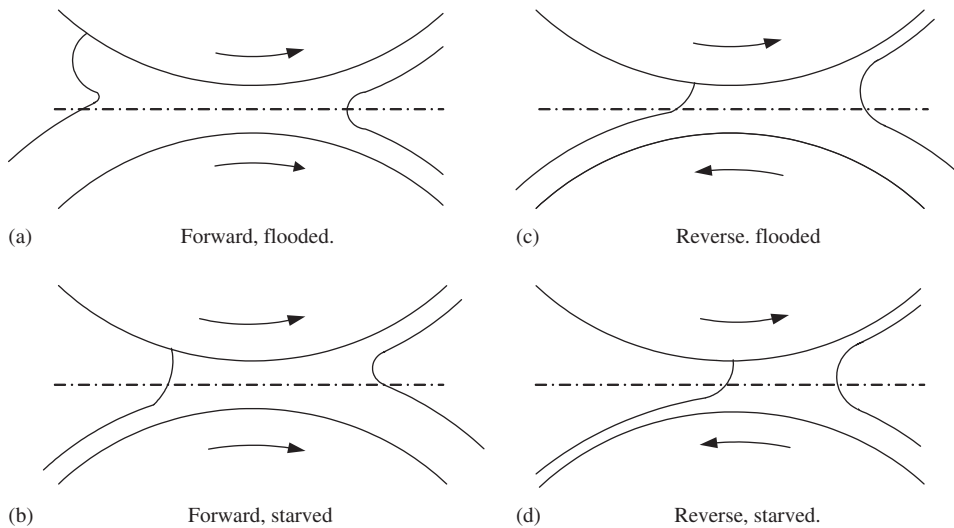 (a) Forward, flooded.
(c) Reverse. flooded
(b) Forward, starved
(d) Reverse, starved.